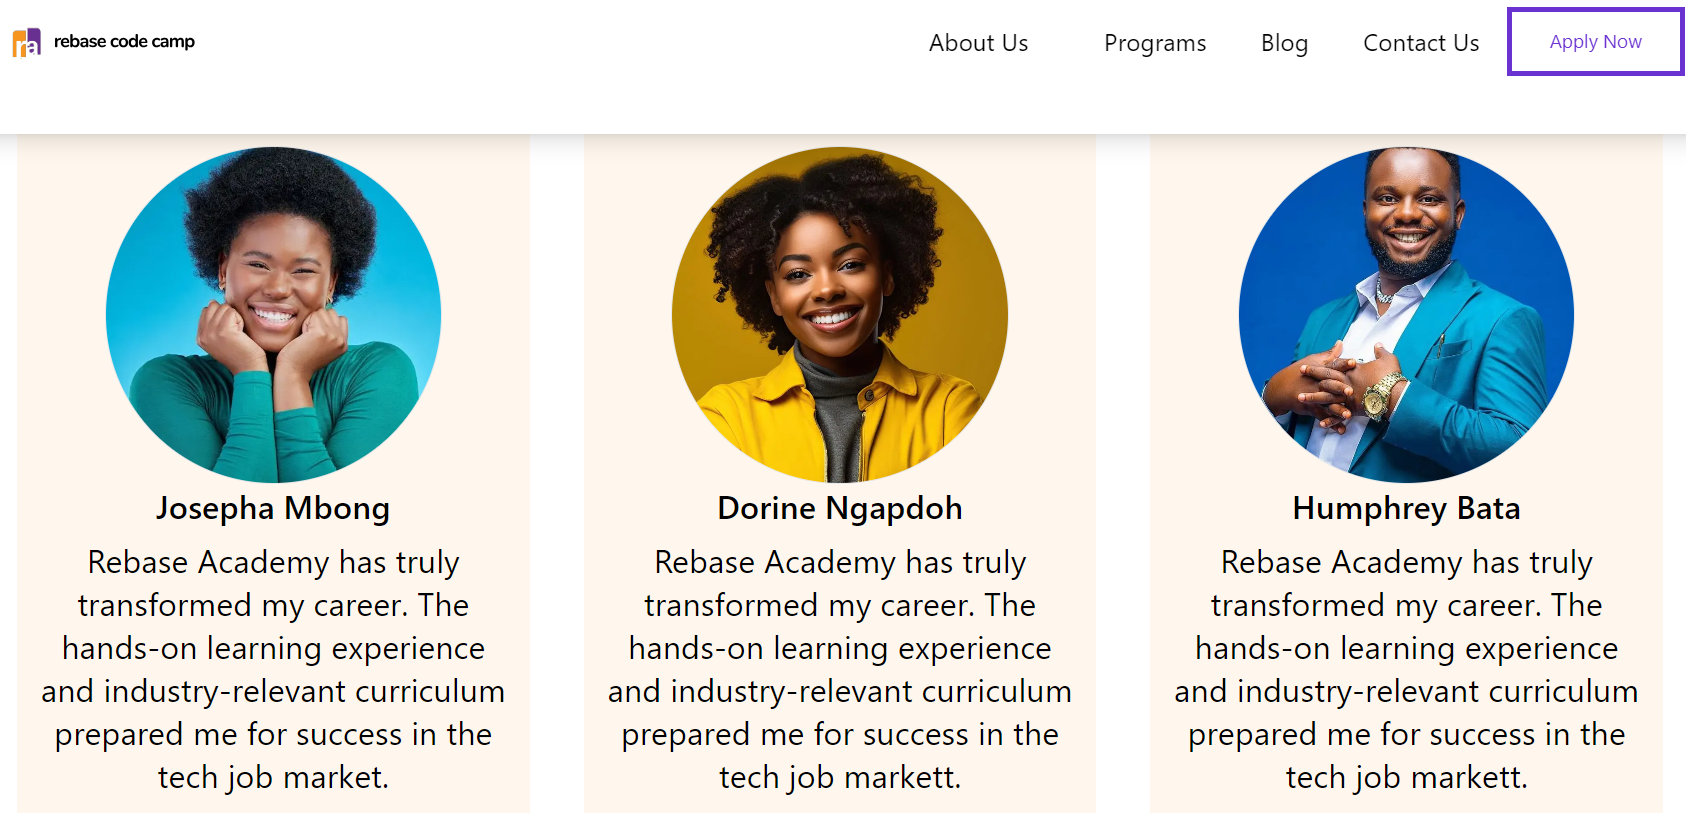 ra rebase code camp About Us Programs Blog Contact Us Apply Now
Josepha Mbong
Rebase Academy has truly
transformed my career. The
hands-on learning experience
and industry-relevant curriculum
prepared me for success in the
tech job market.
Dorine Ngapdoh
Rebase Academy has truly
transformed my career. The
hands-on learning experience
and industry-relevant curriculum
prepared me for success in the
tech job markett.
Humphrey Bata
Rebase Academy has truly
transformed my career. The
hands-on learning experience
and industry-relevant curriculum
prepared me for success in the
tech job markett.